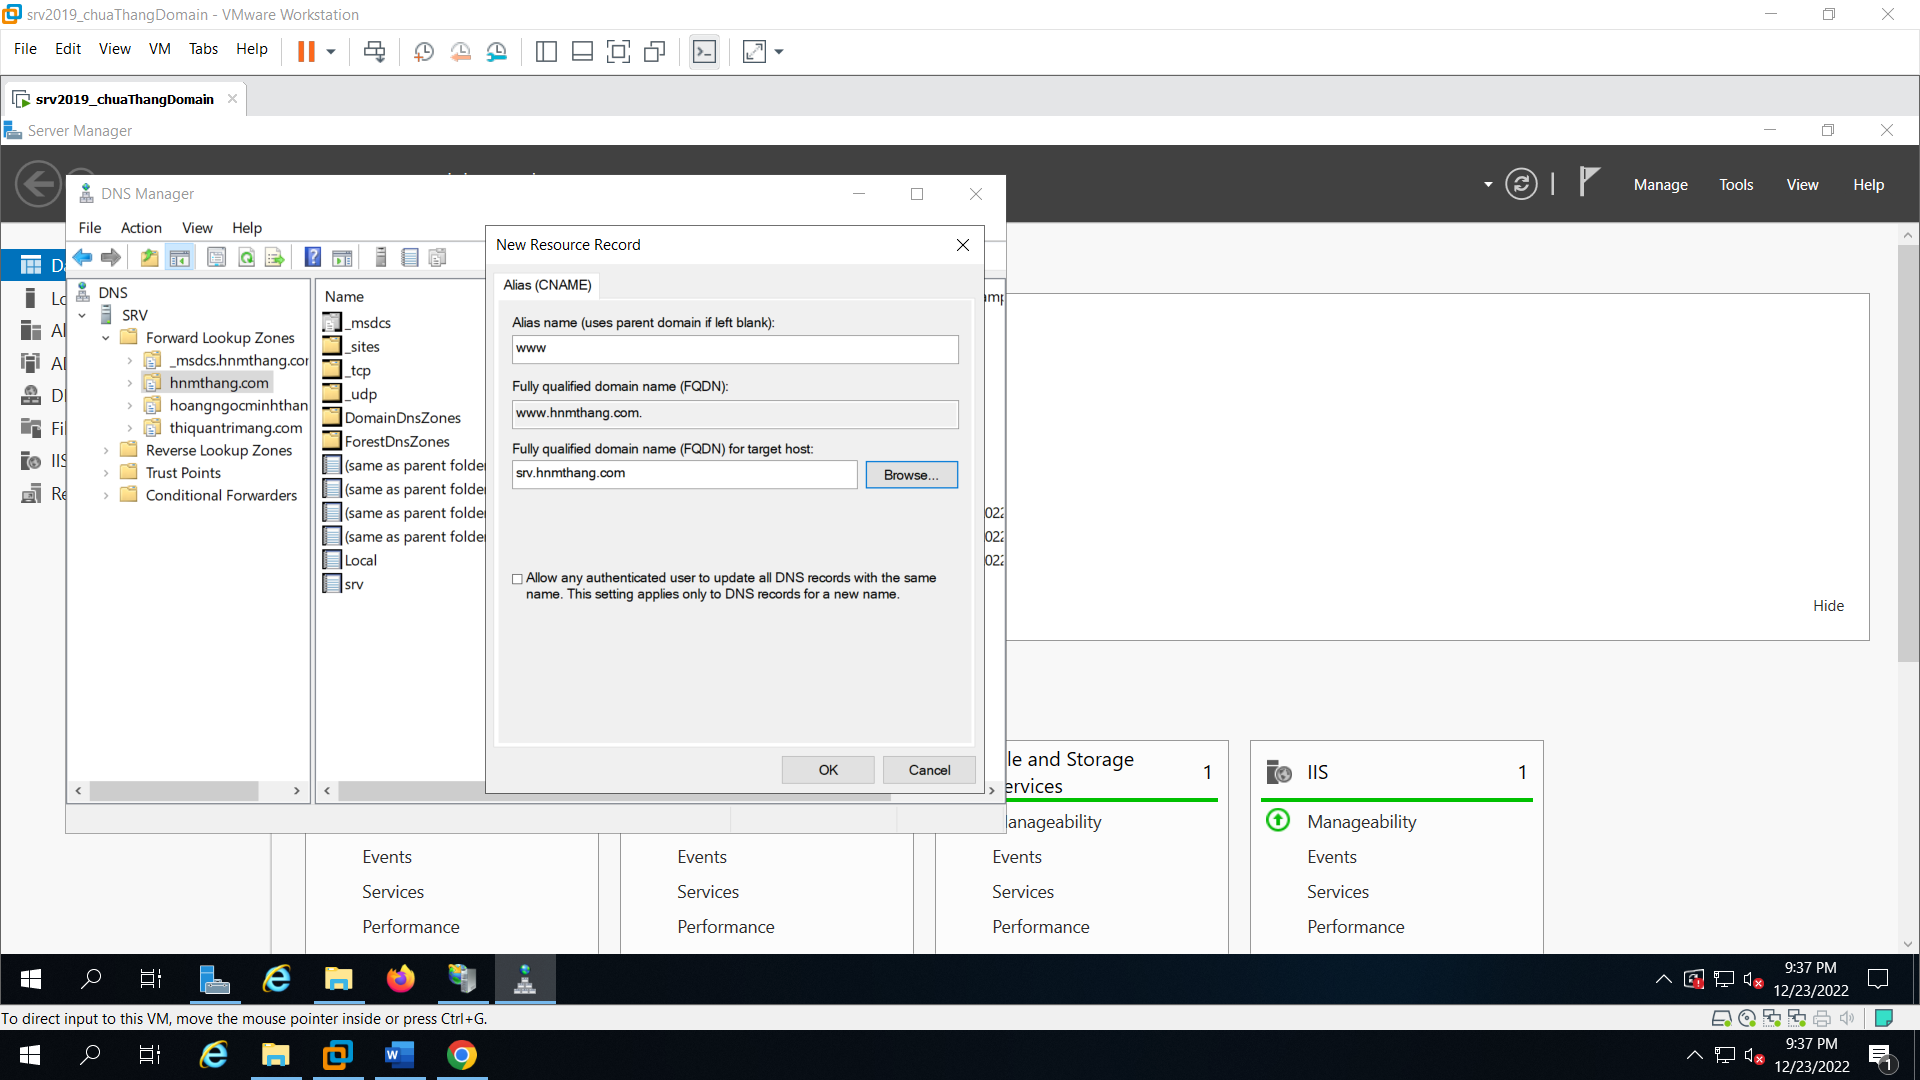 srv2019_chuaThangDomain - VMware Workstation
File Edit View VM Tabs Help
srv2019_chuaThangDomain
Server Manager
Manage Tools View Help
DNS Manager
File Action View Help
New Resource Record
Alias (CNAME)
Alias name (uses parent domain if left blank):
www
Fully qualified domain name (FQDN):
www.hnmthang.com.
Fully qualified domain name (FQDN) for target host:
srv.hnmthang.com
Browse...
Allow any authenticated user to update all DNS records with the same
name. This setting applies only to DNS records for a new name.
OK Cancel
DNS
SRV
Forward Lookup Zones
_msdcs.hnmthang.cor
hnmthang.com
hoangngocminhthan
thiquantrimang.com
Reverse Lookup Zones
Trust Points
Conditional Forwarders
Name
_msdcs
_sites
_tcp
_udp
DomainDnsZones
ForestDnsZones
(same as parent folde
(same as parent folde
(same as parent folde
(same as parent folde
Local
srv
022
022
022
IIS
Hide
le and Storage
ervices
1
IIS 1
anageability
Manageability
Events Events Events Events
Services Services Services Services
Performance Performance Performance Performance
9:37 PM
12/23/2022
To direct input to this VM, move the mouse pointer inside or press Ctrl+G.
9:37 PM
12/23/2022
1